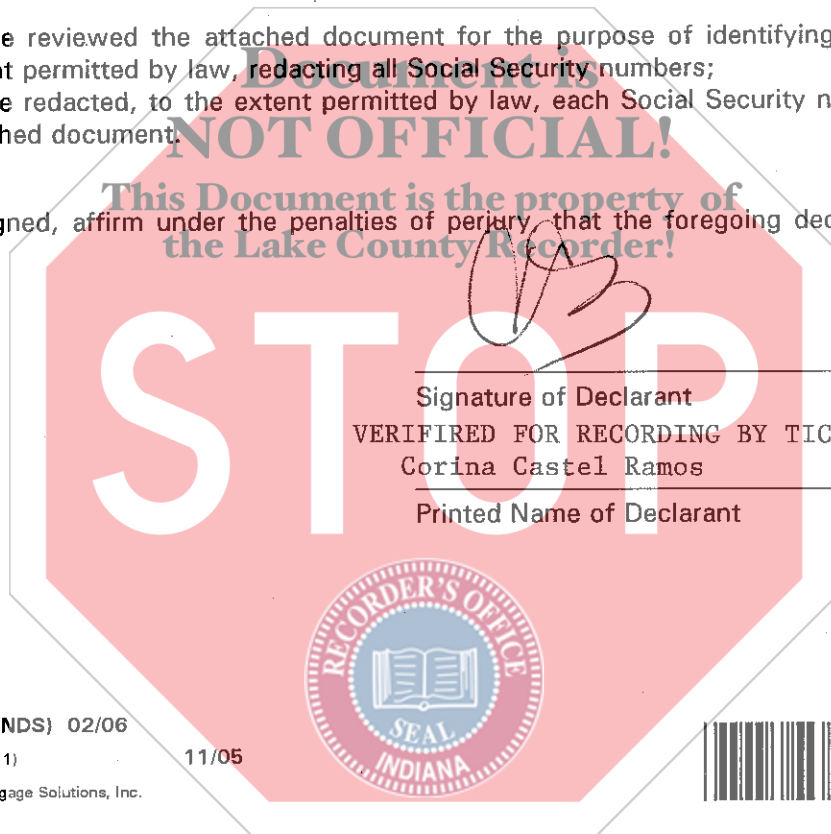 e reviewed the attached document for the purpose of identifying
Document is
t permitted by law, redacting all Social Security numbers;
e redacted, to the extent permitted by law, each Social Security n
NOT OFFICIAL!
hed document.
This Document is the property of
gned, affirm under the penalties of perjury, that the foregoing dec
the Lake County Recorder!
STOP
Signature of Declarant
VERIFIRED FOR RECORDING BY TIC
Corina Castel Ramos
Printed Name of Declarant
RECORDER'S OFFICE
SEAL
INDIANA
NDS) 02/06
1) 11/05
gage Solutions, Inc.